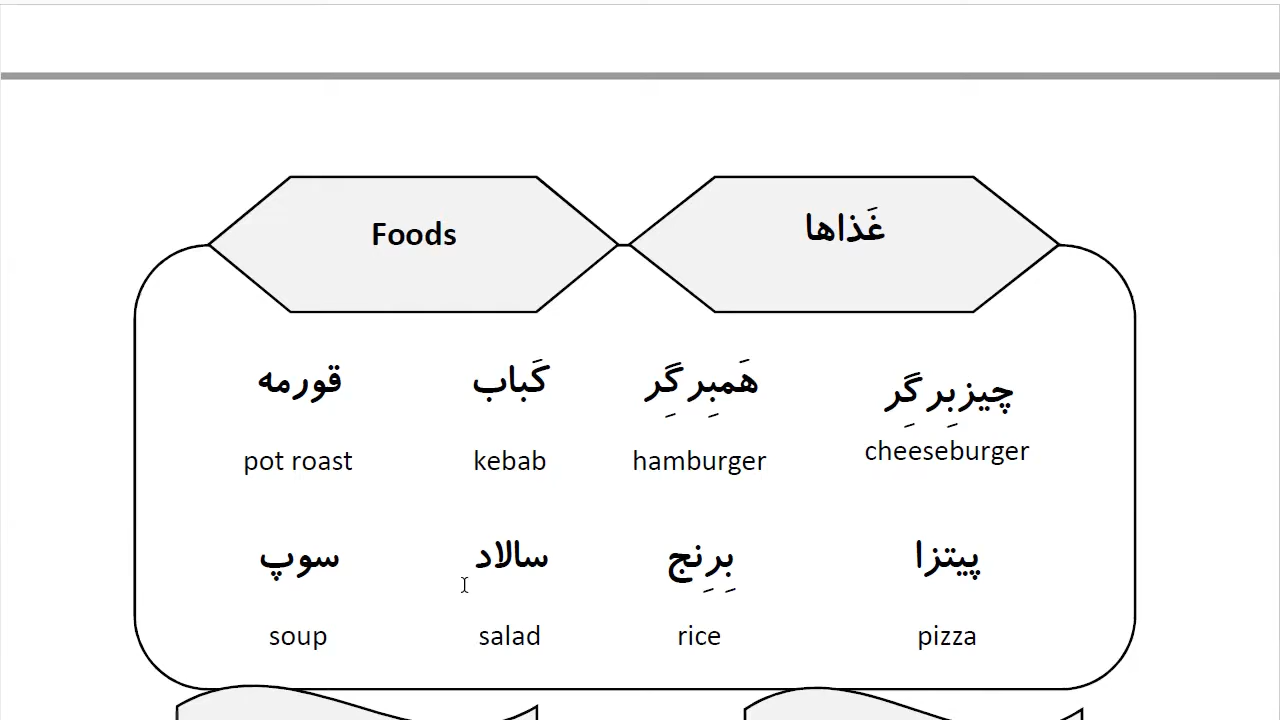 Foods غَذاها
قورمه کَباب هَمبِرگِر چیزبِرگِر
pot roast kebab hamburger cheeseburger
سوپ سالاد بِرِنج پیتزا
soup salad rice pizza